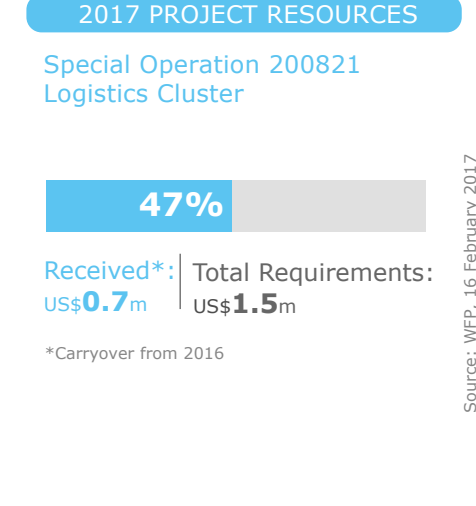 2017 PROJECT RESOURCES
Special Operation 200821
Logistics Cluster
47%
Received*:
US$0.7m
Total Requirements:
US$1.5m
*Carryover from 2016
Source: WFP, 16 February 2017